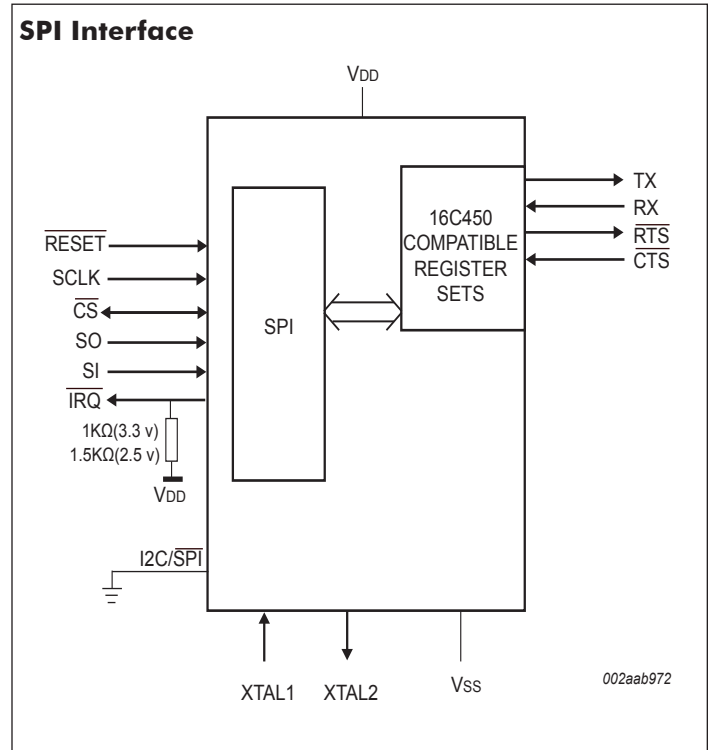 SPI Interface
VDD
RESET
SCLK
CS
SO
SI
IRQ
1KΩ(3.3 v)
1.5KΩ(2.5 v)
VDD
I2C/SPI
SPI
16C450
COMPATIBLE
REGISTER
SETS
TX
RX
RTS
CTS
XTAL1
XTAL2
VSS
002aab972